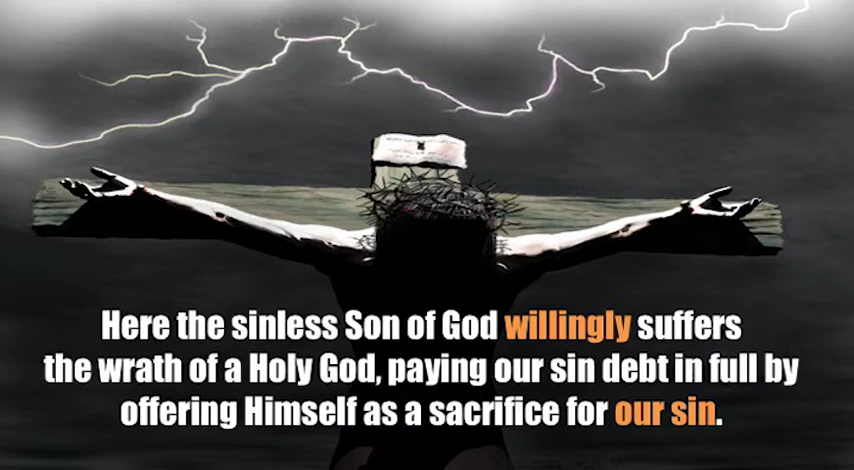 Here the sinless Son of God willingly suffers
the wrath of a Holy God, paying our sin debt in full by
offering Himself as a sacrifice for our sin.